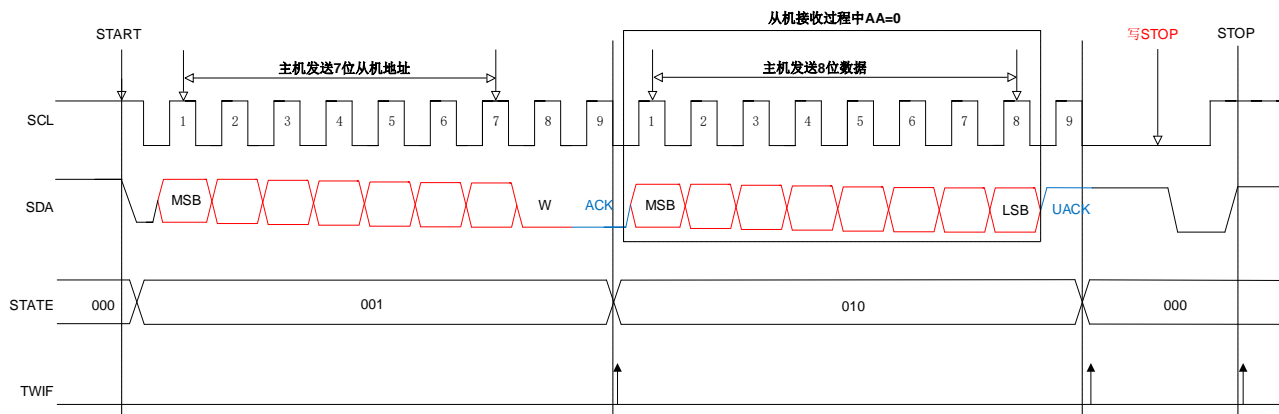 从机接收过程中AA=0
START
写STOP
STOP
主机发送7位从机地址
主机发送8位数据
SCL
1 2 3 4 5 6 7 8 9 1 2 3 4 5 6 7 8 9
SDA
MSB W ACK MSB LSB UACK
STATE
000 001 010 000
TWIF